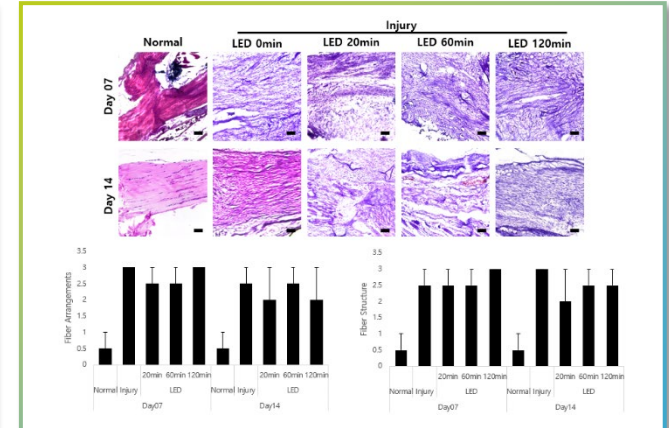 Injury
Normal LED 0min LED 20min LED 60min LED 120min
Day 07
Day 14
Fiber Arrangements
3.5
3
2.5
2
1.5
1
0.5
0
20min 60min 120min
Normal Injury LED
Day07
20min 60min 120min
Normal Injury LED
Day14
Fiber Structure
3.5
3
2.5
2
1.5
1
0.5
0
20min 60min 120min
Normal Injury LED
Day07
20min 60min 120min
Normal Injury LED
Day14